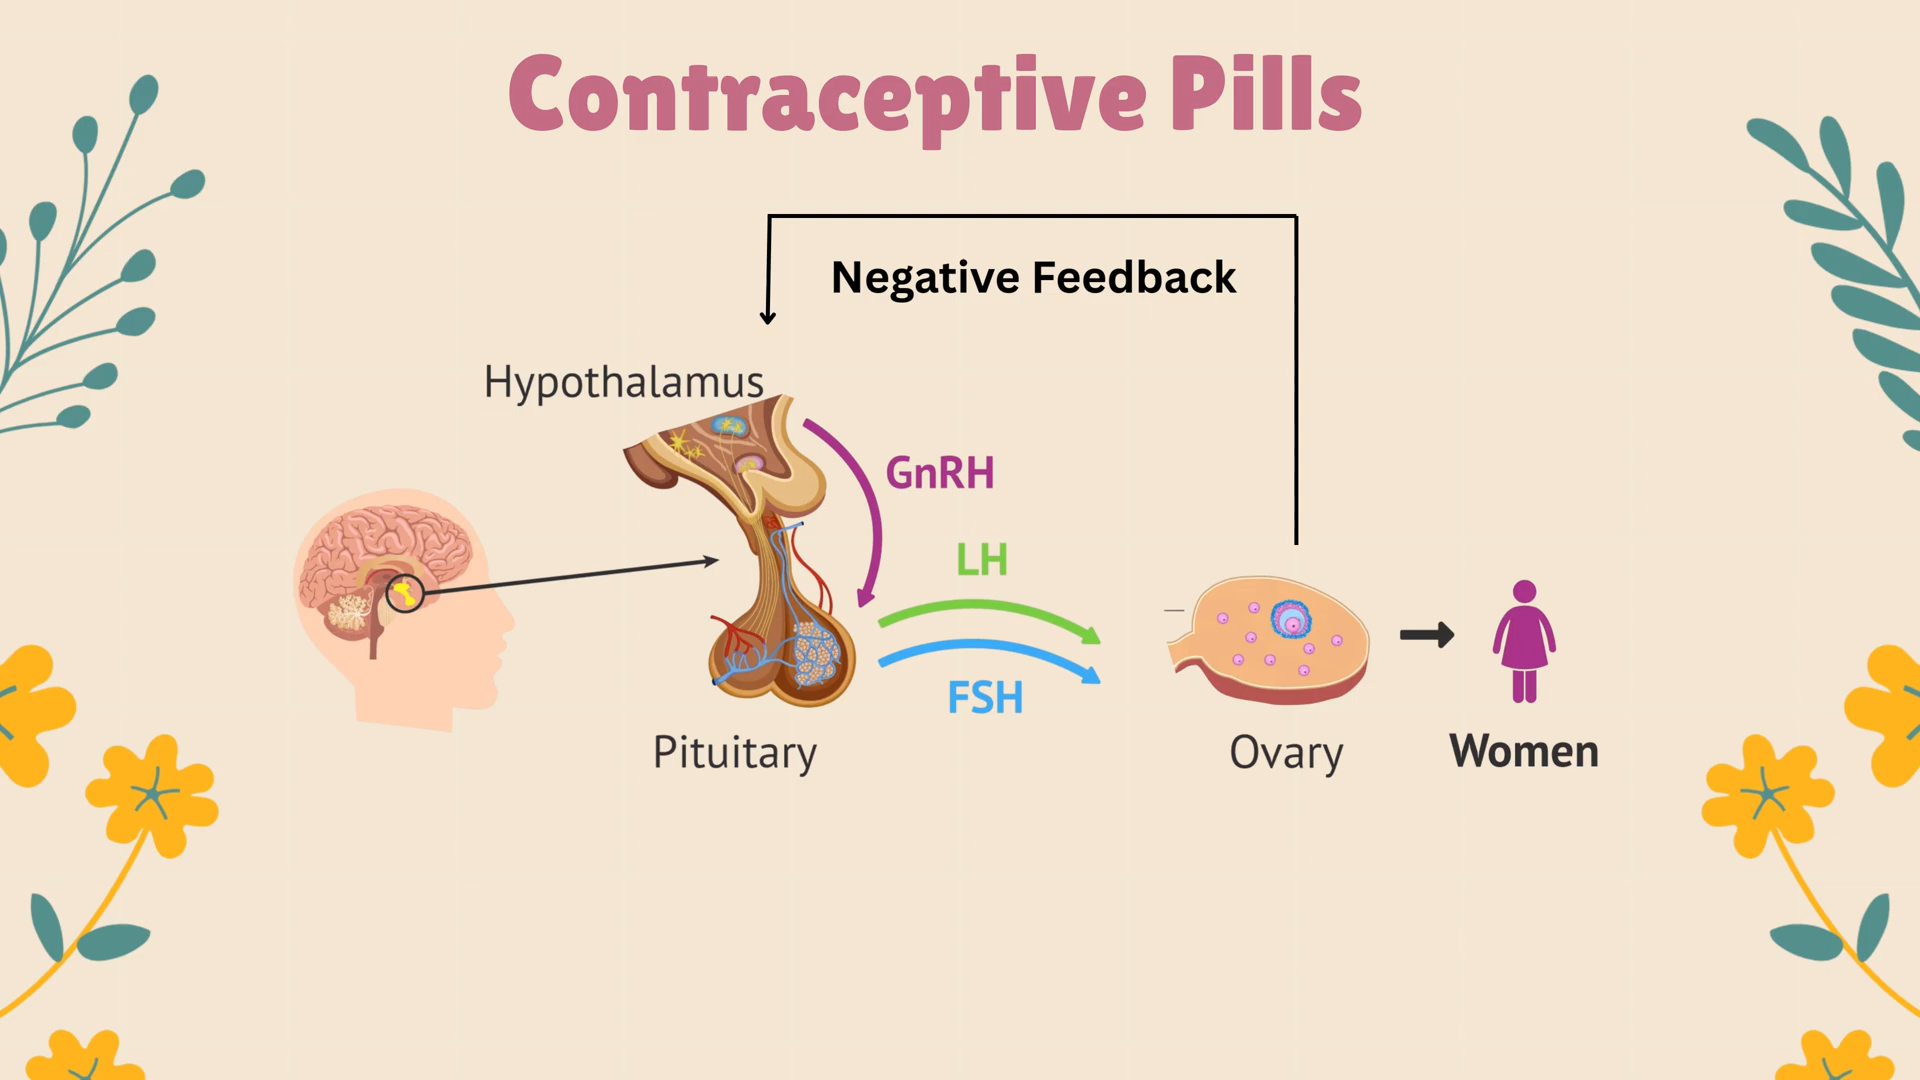 Contraceptive Pills
Negative Feedback
Hypothalamus
GnRH
LH
FSH
Pituitary
Ovary
Women